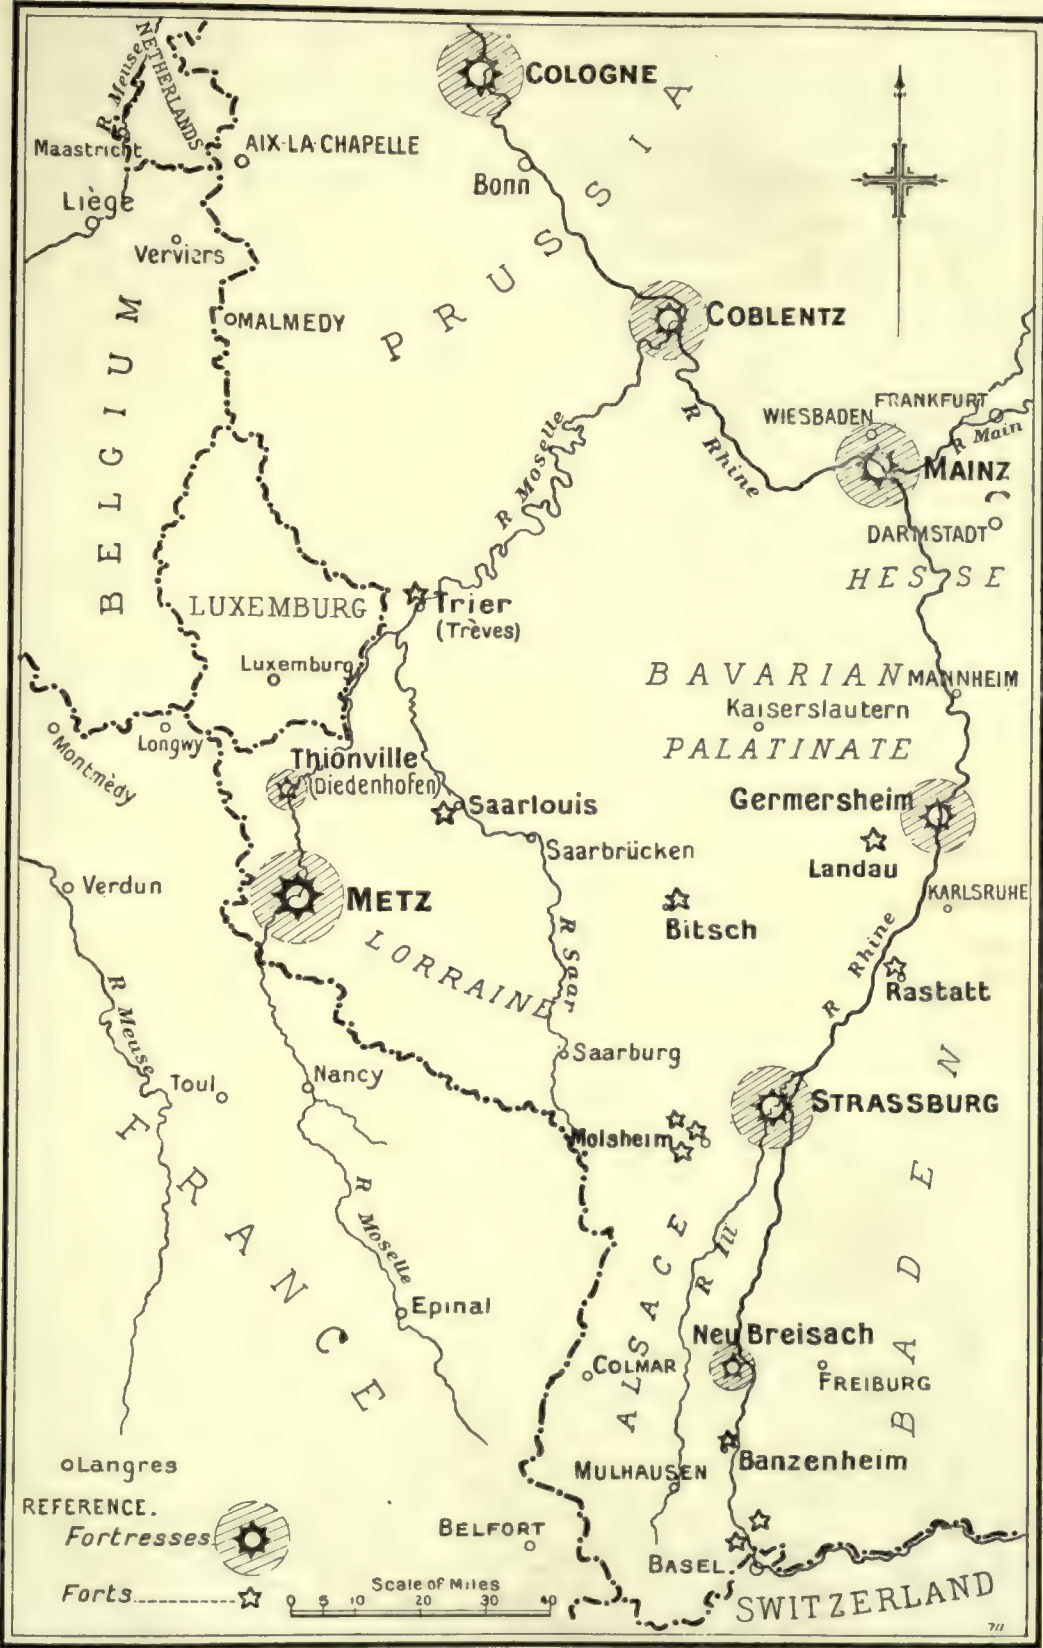 COLOGNE
NETHERLANDS
R Meuse
Maastricht
AIX-LA-CHAPELLE
Bonn
Liège
Verviers
PRUSSIA
MALMEDY
COBLENTZ
BELGIUM
R Moselle
R Rhine
WIESBADEN
FRANKFURT
R Main
MAINZ
DARMSTADT
HESSE
LUXEMBURG
Trier
(Trèves)
Luxemburg
BAVARIAN
MANNHEIM
Kaiserslautern
PALATINATE
Montmèdy
Longwy
Thionville
(Diedenhofen)
Saarlouis
Germersheim
Saarbrücken
Landau
Verdun
METZ
KARLSRUHE
Bitsch
LORRAINE
R Saar
R Rhine
Rastatt
R Meuse
Saarburg
Toul
Nancy
STRASSBURG
Molsheim
FRANCE
R Moselle
ALSACE
R Ill
BADEN
Epinal
Neu Breisach
COLMAR
FREIBURG
Langres
Banzenheim
MULHAUSEN
REFERENCE.
Fortresses
BELFORT
BASEL.
Forts
Scale of Miles
0 5 10 20 30 40
SWITZERLAND
711